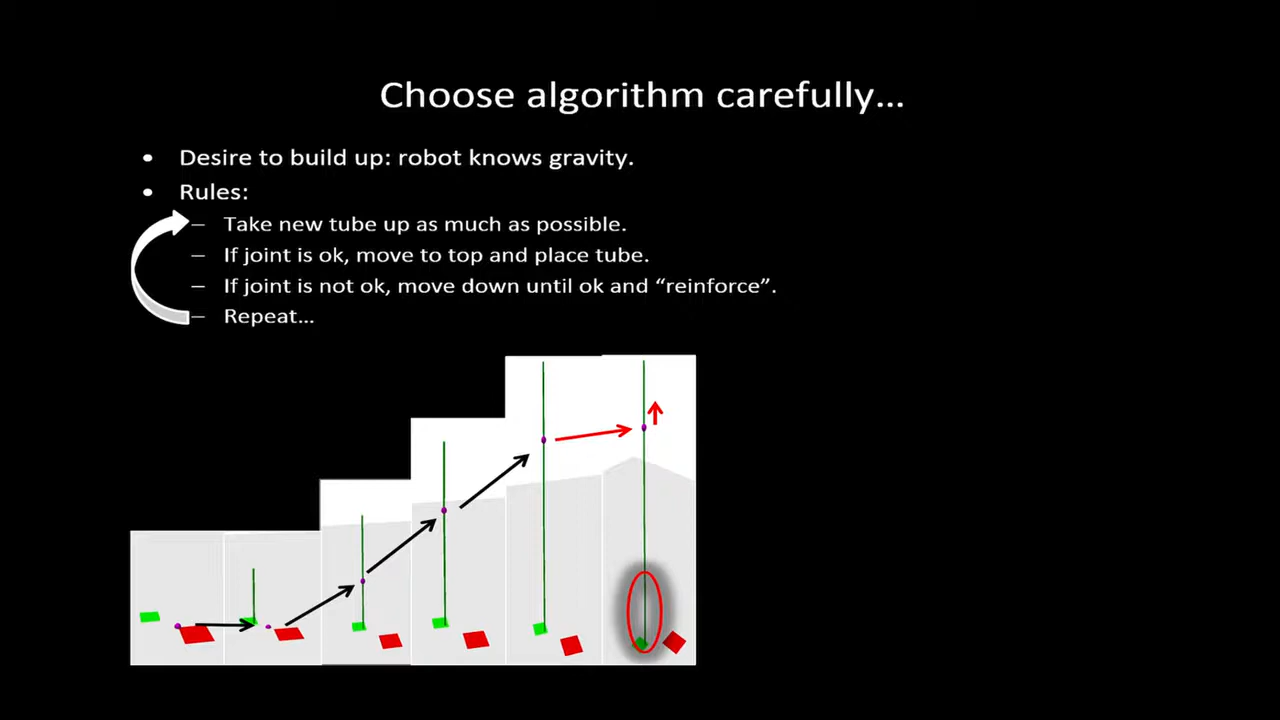 Choose algorithm carefully...
• Desire to build up: robot knows gravity.
• Rules:
– Take new tube up as much as possible.
– If joint is ok, move to top and place tube.
– If joint is not ok, move down until ok and “reinforce”.
– Repeat...